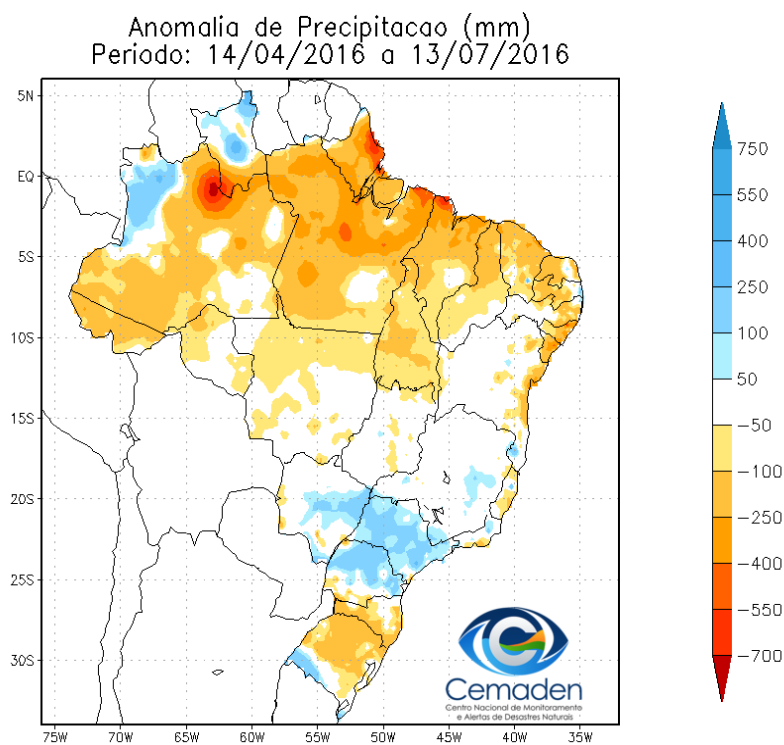 Anomalia de Precipitacao (mm)
Periodo: 14/04/2016 a 13/07/2016
5N
EQ
5S
10S
15S
20S
25S
30S
75W 70W 65W 60W 55W 50W 45W 40W 35W
750
550
400
250
100
50
−50
−100
−250
−400
−550
−700
Cemaden
Centro Nacional de Monitoramento
e Alertas de Desastres Naturais